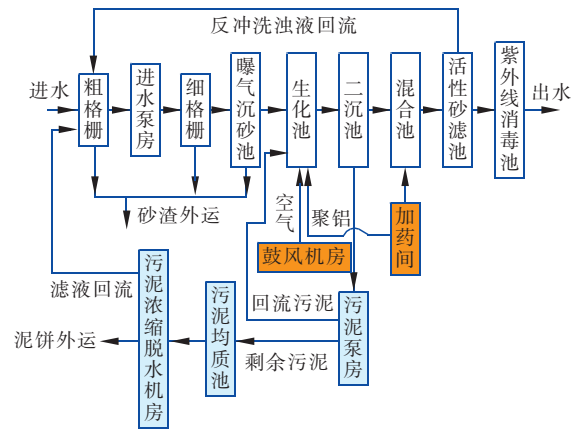 反冲洗浊液回流
进水
粗格栅
进水泵房
细格栅
曝气沉砂池
生化池
二沉池
混合池
活性砂滤池
紫外线消毒池
出水
砂渣外运
空气
聚铝
加药间
鼓风机房
滤液回流
污泥浓缩脱水机房
污泥均质池
回流污泥
污泥泵房
泥饼外运
剩余污泥